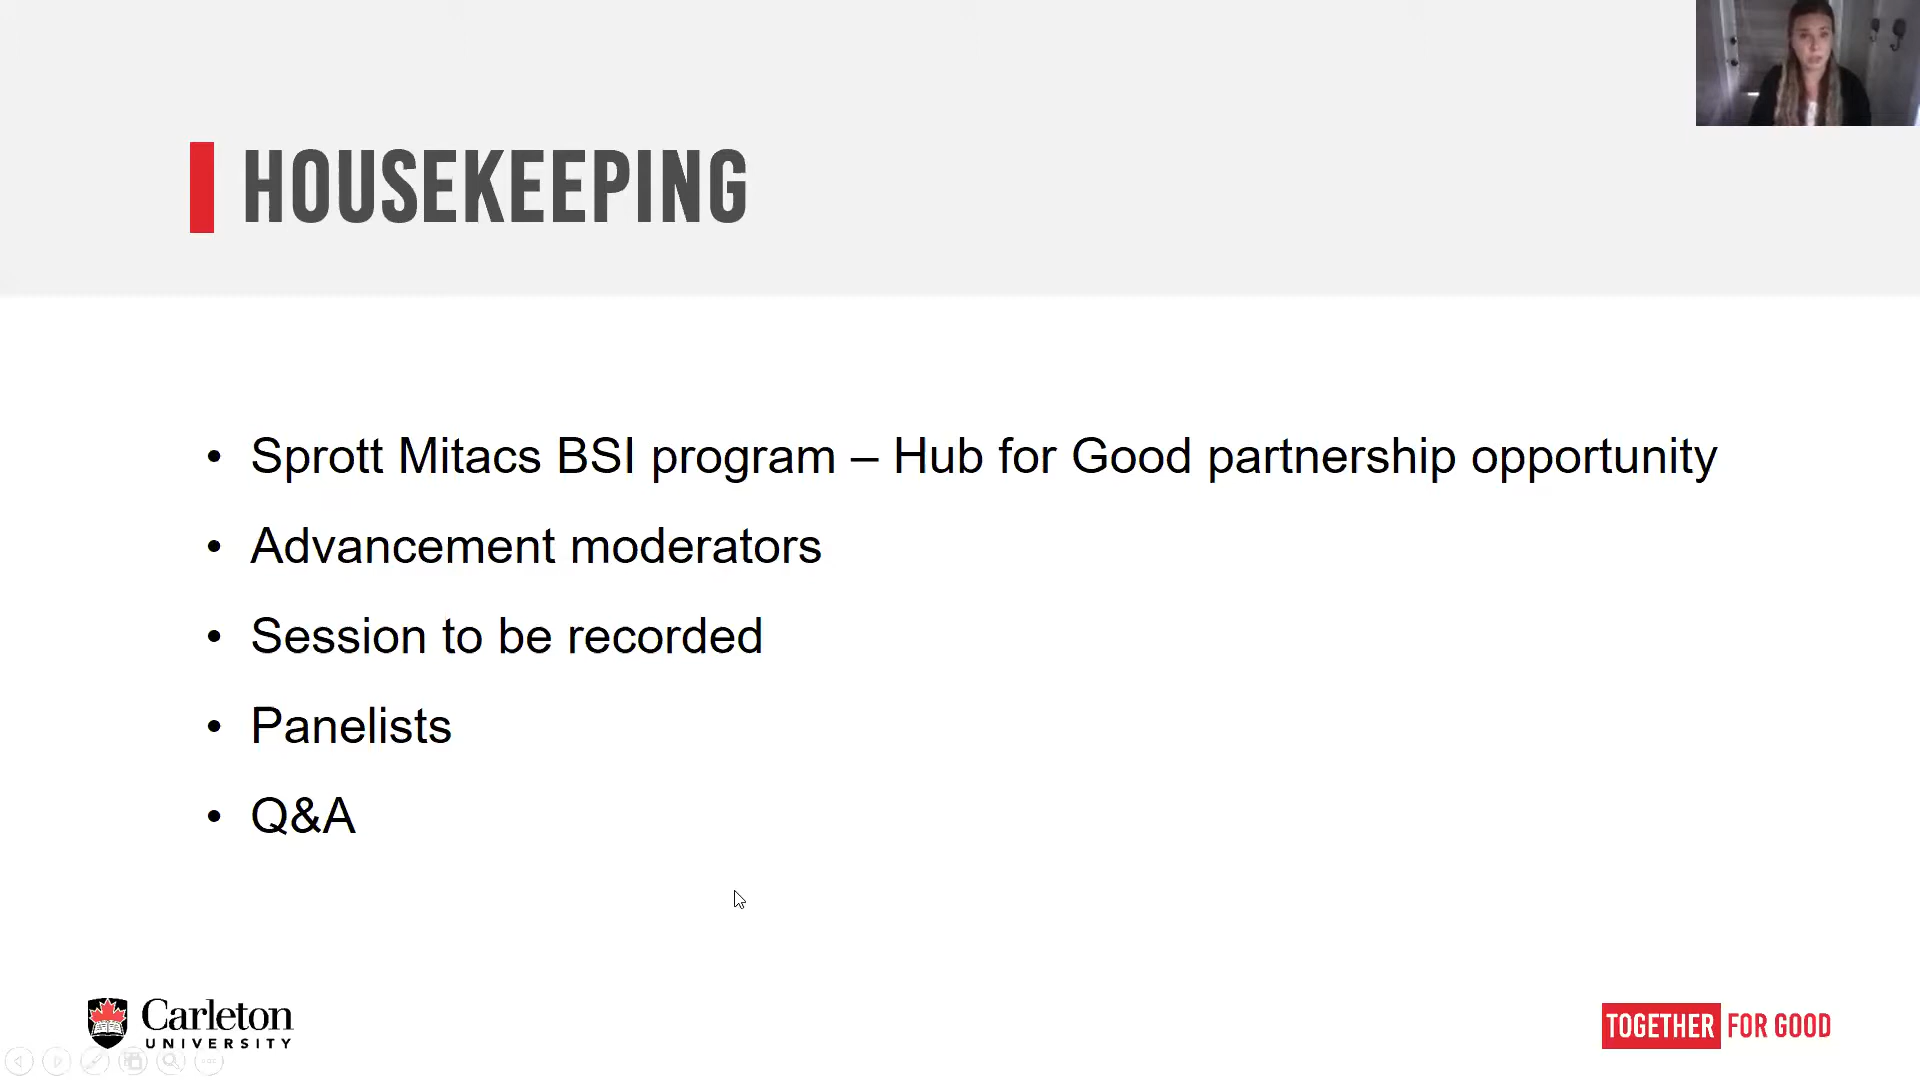 HOUSEKEEPING
• Sprott Mitacs BSI program – Hub for Good partnership opportunity
• Advancement moderators
• Session to be recorded
• Panelists
• Q&A
Carleton
UNIVERSITY
TOGETHER FOR GOOD